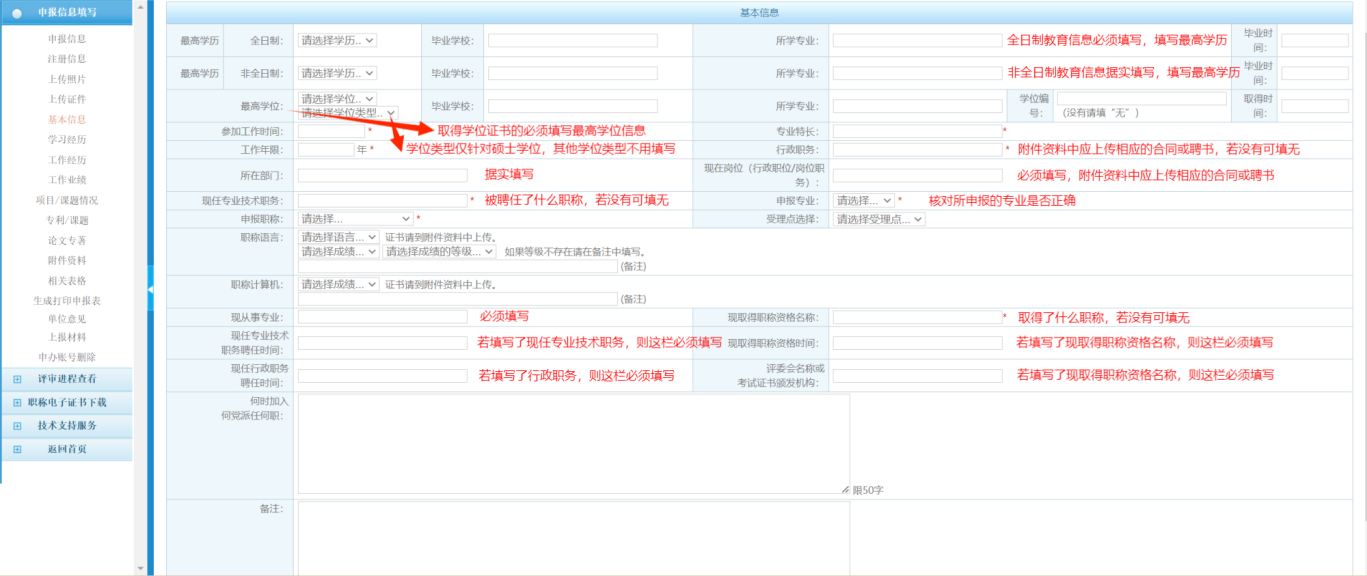 申报信息填写
申报信息
注册信息
上传照片
上传证件
基本信息
学习经历
工作经历
工作业绩
项目/课题情况
专利/课题
论文专著
附件资料
相关表格
生成打印申报表
单位意见
上报材料
申办账号删除
评审进程查看
职称电子证书下载
技术支持服务
返回首页
基本信息
最高学历 全日制： 请选择学历.. 毕业学校： 所学专业： 全日制教育信息必须填写，填写最高学历 毕业时
间：
最高学历 非全日制： 请选择学历.. 毕业学校： 所学专业： 非全日制教育信息据实填写，填写最高学历 毕业时
间：
最高学位： 请选择学位.. 毕业学校： 所学专业： 学位编 取得时
请选择学位类型.. 号： （没有请填“无”） 间：
参加工作时间： * 取得学位证书的必须填写最高学位信息 专业特长： *
工作年限： 年 * 学位类型仅针对硕士学位，其他学位类型不用填写 行政职务： * 附件资料中应上传相应的合同或聘书，若没有可填无
所在部门： 据实填写 现在岗位（行政职位/岗位职
务）： 必须填写，附件资料中应上传相应的合同或聘书
现任专业技术职务： * 被聘任了什么职称，若没有可填无 申报专业： 请选择... * 核对所申报的专业是否正确
申报职称： 请选择... * 受理点选择： 请选择受理点...
职称语言： 请选择语言... 证书请到附件资料中上传。
请选择成绩... 请选择成绩的等级... 如果等级不存在请在备注中填写。
(备注)
职称计算机： 请选择成绩... 证书请到附件资料中上传。
(备注)
现从事专业： 必须填写 现取得职称资格名称： * 取得了什么职称，若没有可填无
现任专业技术
职务聘任时间： 若填写了现任专业技术职务，则这栏必须填写 现取得职称资格时间： 若填写了现取得职称资格名称，则这栏必须填写
现任行政职务 评委会名称或
聘任时间： 若填写了行政职务，则这栏必须填写 考试证书颁发机构： 若填写了现取得职称资格名称，则这栏必须填写
何时加入
何党派任何职：
限50字
备注：